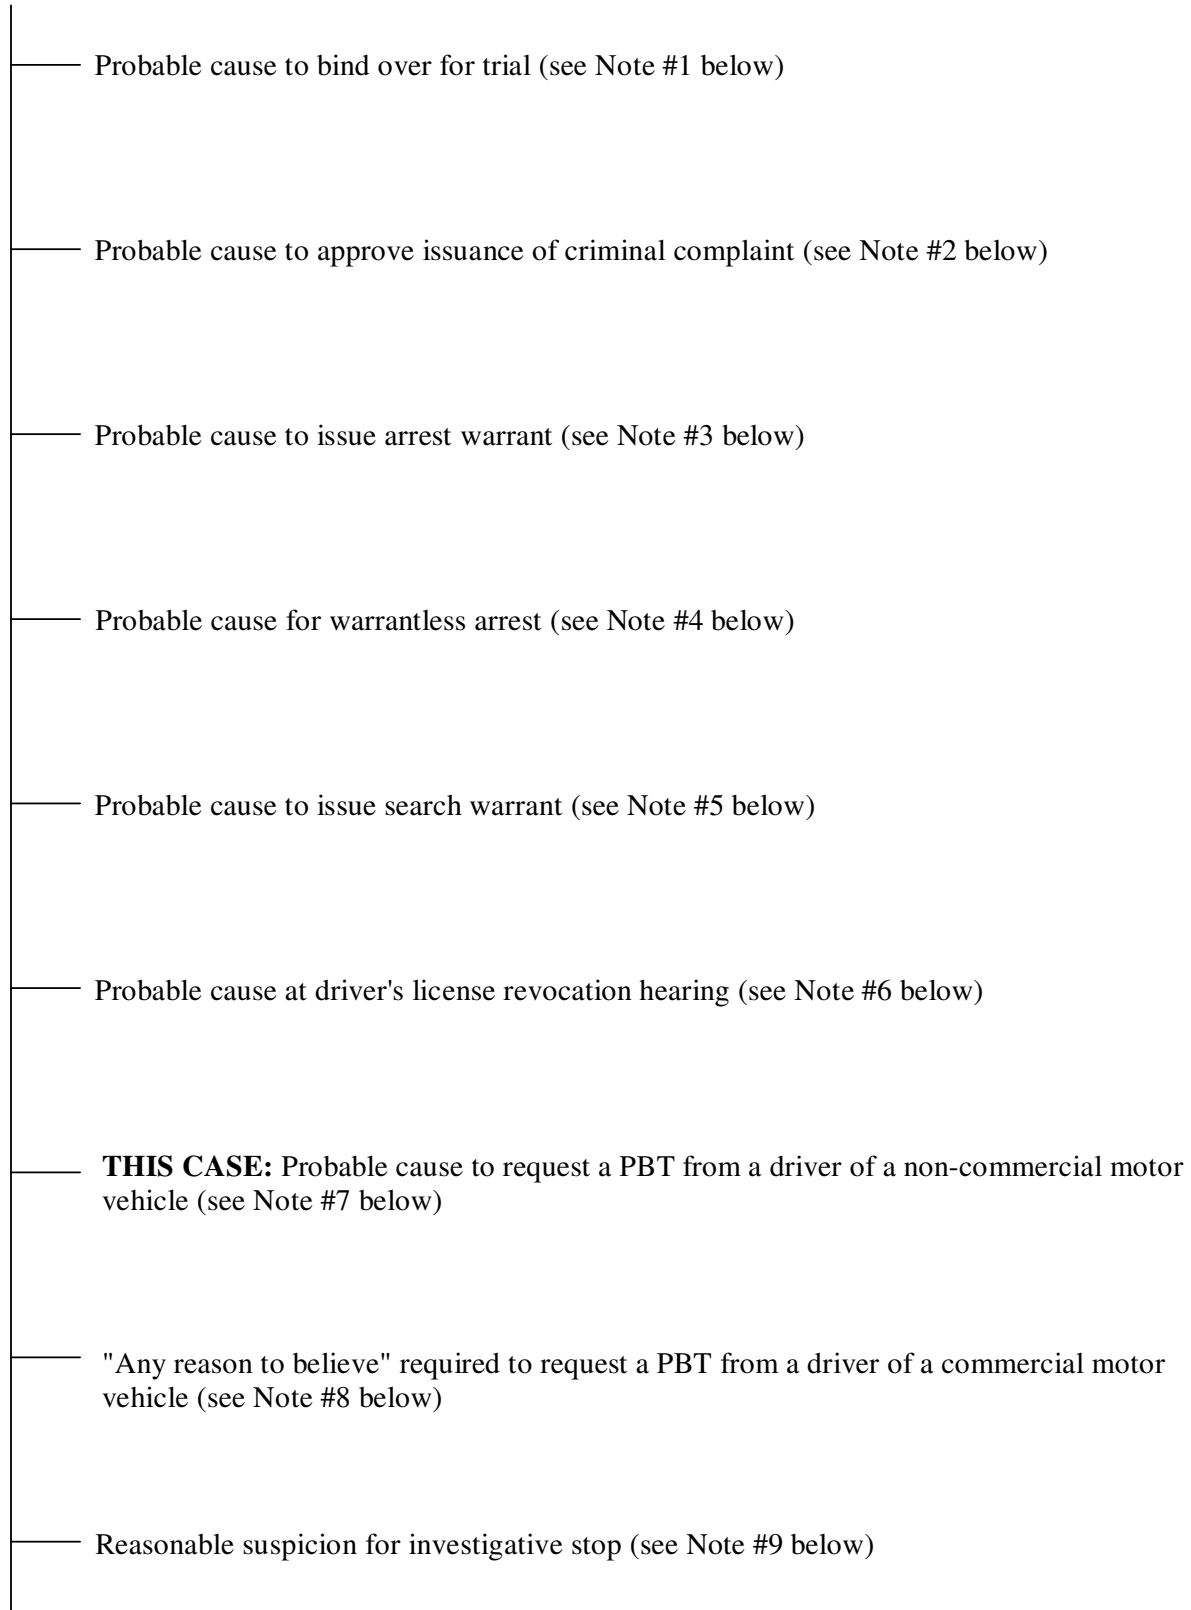 Probable cause to bind over for trial (see Note #1 below)
Probable cause to approve issuance of criminal complaint (see Note #2 below)
Probable cause to issue arrest warrant (see Note #3 below)
Probable cause for warrantless arrest (see Note #4 below)
Probable cause to issue search warrant (see Note #5 below)
Probable cause at driver's license revocation hearing (see Note #6 below)
THIS CASE: Probable cause to request a PBT from a driver of a non-commercial motor
vehicle (see Note #7 below)
"Any reason to believe" required to request a PBT from a driver of a commercial motor
vehicle (see Note #8 below)
Reasonable suspicion for investigative stop (see Note #9 below)